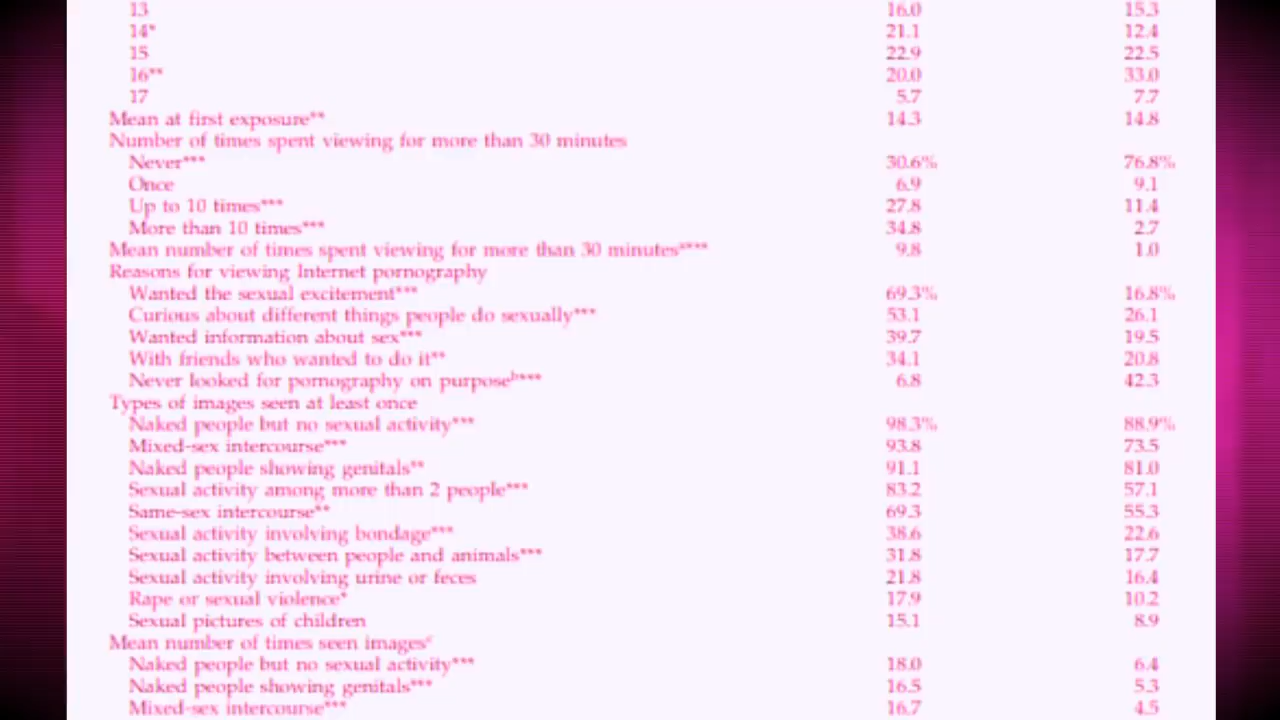 13 16.0 15.3
14* 21.1 12.4
15 22.9 22.5
16** 20.0 33.0
17 5.7 7.7
Mean at first exposure** 14.3 14.8
Number of times spent viewing for more than 30 minutes
Never*** 30.6% 76.8%
Once 6.9 9.1
Up to 10 times*** 27.8 11.4
More than 10 times*** 34.8 2.7
Mean number of times spent viewing for more than 30 minutesᵃ*** 9.8 1.0
Reasons for viewing Internet pornography
Wanted the sexual excitement*** 69.3% 16.8%
Curious about different things people do sexually*** 53.1 26.1
Wanted information about sex*** 39.7 19.5
With friends who wanted to do it** 34.1 20.8
Never looked for pornography on purposeᵇ*** 6.8 42.3
Types of images seen at least once
Naked people but no sexual activity*** 98.3% 88.9%
Mixed-sex intercourse*** 93.8 73.5
Naked people showing genitals** 91.1 81.0
Sexual activity among more than 2 people*** 83.2 57.1
Same-sex intercourse** 69.3 55.3
Sexual activity involving bondage*** 38.6 22.6
Sexual activity between people and animals*** 31.8 17.7
Sexual activity involving urine or feces 21.8 16.4
Rape or sexual violence* 17.9 10.2
Sexual pictures of children 15.1 8.9
Mean number of times seen imagesᶜ
Naked people but no sexual activity*** 18.0 6.4
Naked people showing genitals*** 16.5 5.3
Mixed-sex intercourse*** 16.7 4.5